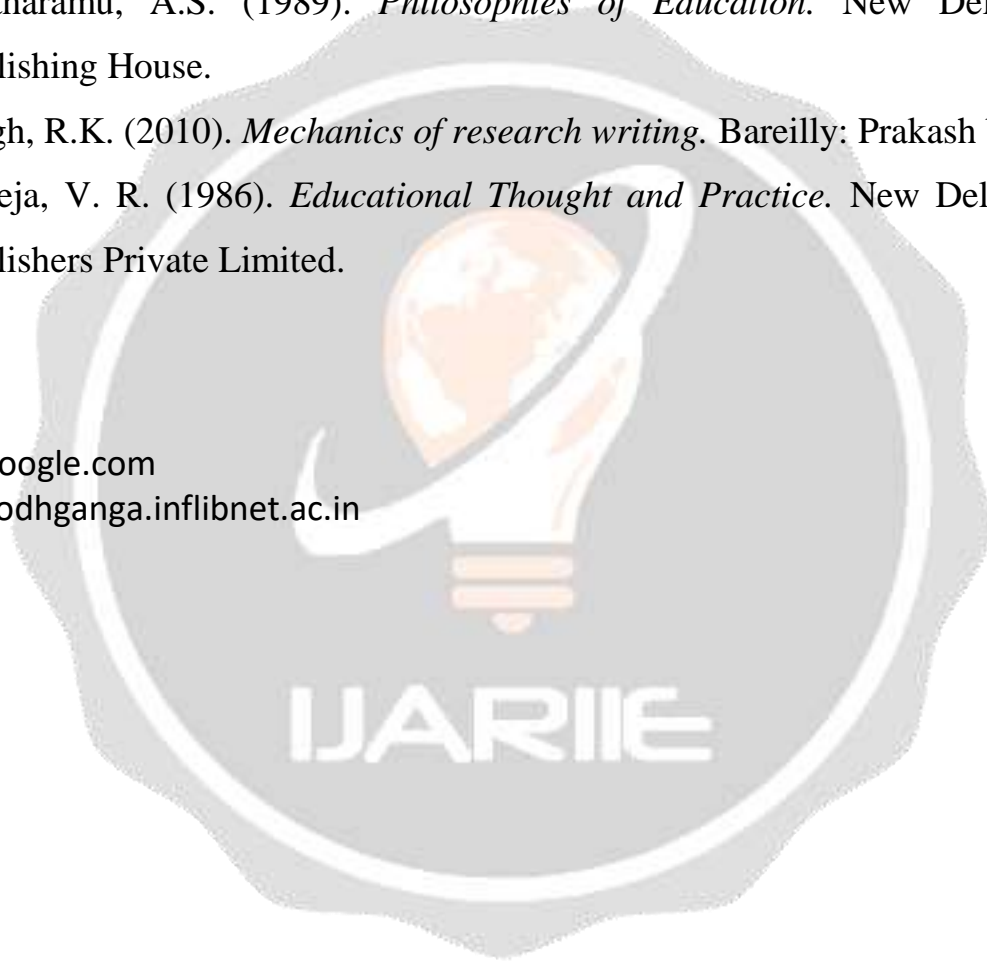 tharamu, A.S. (1989). Philosophies of Education. New Del
lishing House.
gh, R.K. (2010). Mechanics of research writing. Bareilly: Prakash
eja, V. R. (1986). Educational Thought and Practice. New Del
lishers Private Limited.
oogle.com
odhganga.inflibnet.ac.in
IJARIIE